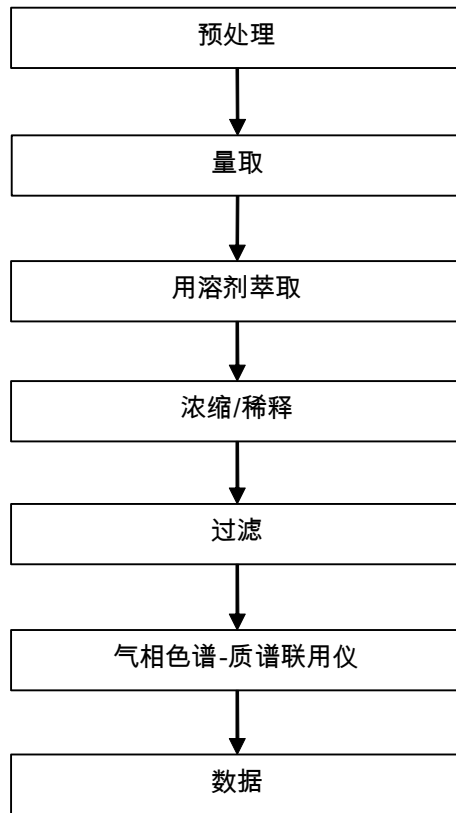 预处理
量取
用溶剂萃取
浓缩/稀释
过滤
气相色谱-质谱联用仪
数据